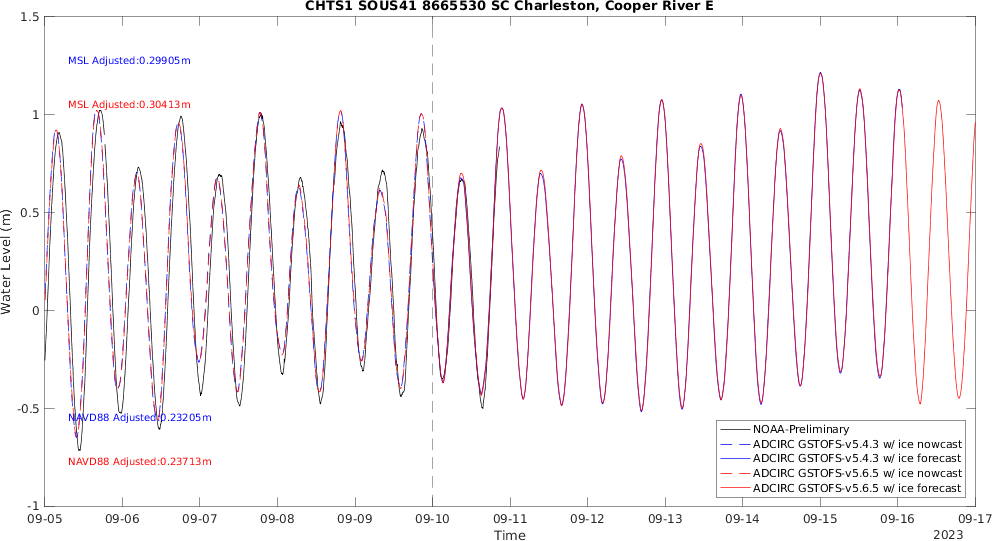 CHTS1 SOUS41 8665530 SC Charleston, Cooper River E
1.5
1
0.5
0
-0.5
-1
Water Level (m)
MSL Adjusted:0.29905m
MSL Adjusted:0.30413m
NAVD88 Adjusted:0.23205m
NAVD88 Adjusted:0.23713m
NOAA-Preliminary
ADCIRC GSTOFS-v5.4.3 w/ ice nowcast
ADCIRC GSTOFS-v5.4.3 w/ ice forecast
ADCIRC GSTOFS-v5.6.5 w/ ice nowcast
ADCIRC GSTOFS-v5.6.5 w/ ice forecast
09-05 09-06 09-07 09-08 09-09 09-10 09-11 09-12 09-13 09-14 09-15 09-16 09-17
Time
2023